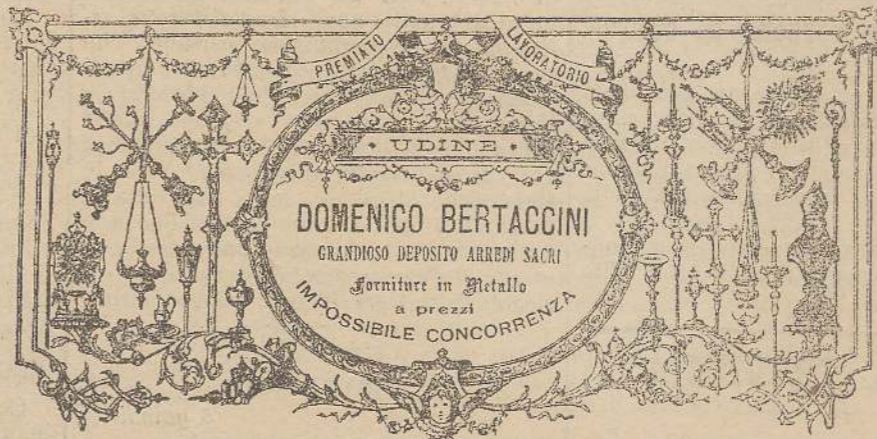 PREMIATO LAVORATORIO
• UDINE •
DOMENICO BERTACCINI
GRANDIOSO DEPOSITO ARREDI SACRI
Forniture in Metallo
a prezzi
IMPOSSIBILE CONCORRENZA